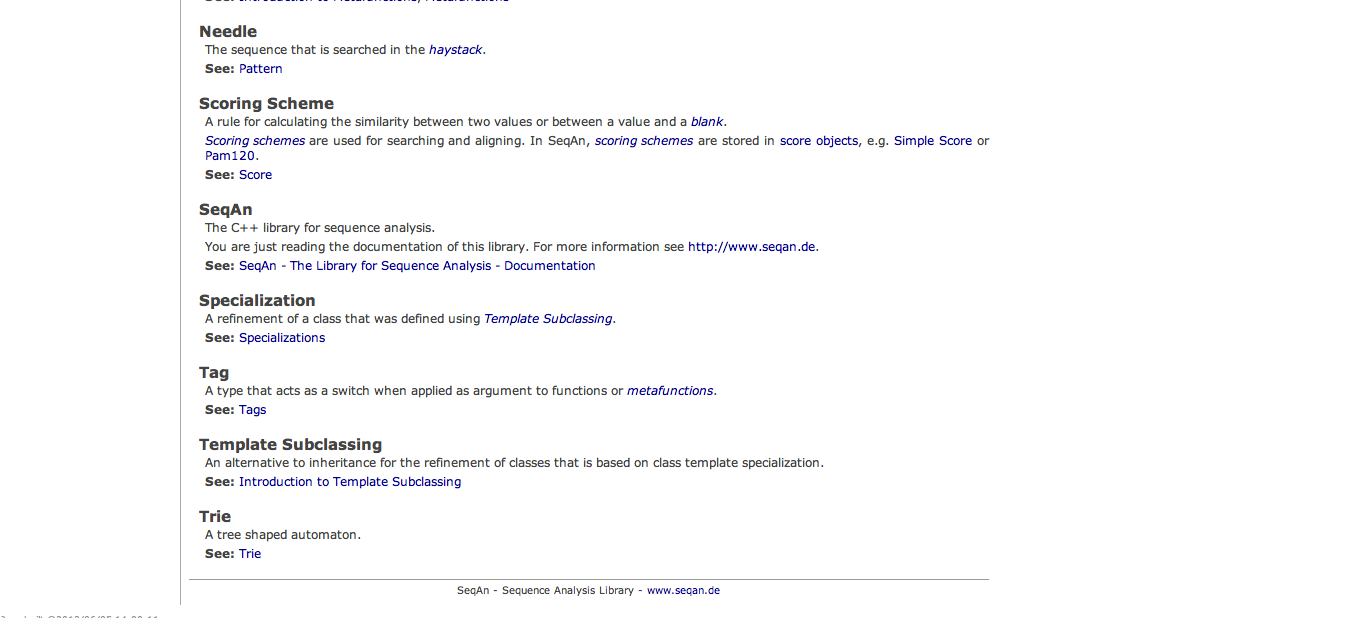 Needle
The sequence that is searched in the haystack.
See: Pattern
Scoring Scheme
A rule for calculating the similarity between two values or between a value and a blank.
Scoring schemes are used for searching and aligning. In SeqAn, scoring schemes are stored in score objects, e.g. Simple Score or
Pam120.
See: Score
SeqAn
The C++ library for sequence analysis.
You are just reading the documentation of this library. For more information see http://www.seqan.de.
See: SeqAn - The Library for Sequence Analysis - Documentation
Specialization
A refinement of a class that was defined using Template Subclassing.
See: Specializations
Tag
A type that acts as a switch when applied as argument to functions or metafunctions.
See: Tags
Template Subclassing
An alternative to inheritance for the refinement of classes that is based on class template specialization.
See: Introduction to Template Subclassing
Trie
A tree shaped automaton.
See: Trie
SeqAn - Sequence Analysis Library - www.seqan.de